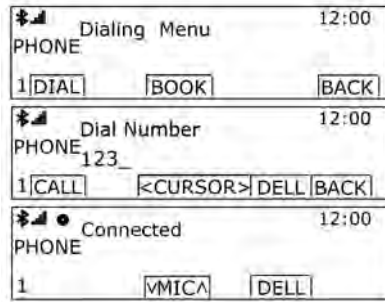 12:00
Dialing Menu
PHONE
1 DIAL BOOK BACK
12:00
Dial Number
PHONE
123_
1 CALL <CURSOR> DELL BACK
12:00
Connected
PHONE
1 VMICΛ DELL